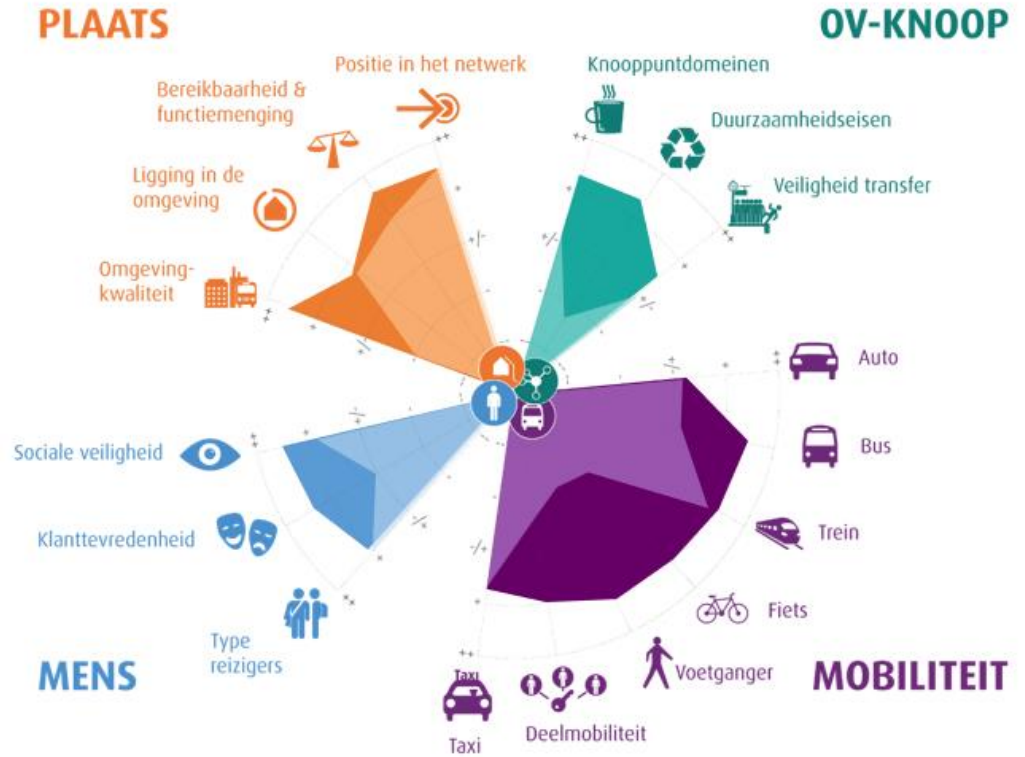 PLAATS
OV-KNOOP
Positie in het netwerk
Knooppuntdomeinen
Bereikbaarheid &
functiemenging
Duurzaamheidseisen
Ligging in de
omgeving
Veiligheid transfer
Omgeving-
kwaliteit
Auto
Sociale veiligheid
Bus
Klanttevredenheid
Trein
Fiets
Type
reizigers
Voetganger
MENS
MOBILITEIT
Taxi
Deelmobiliteit
Taxi